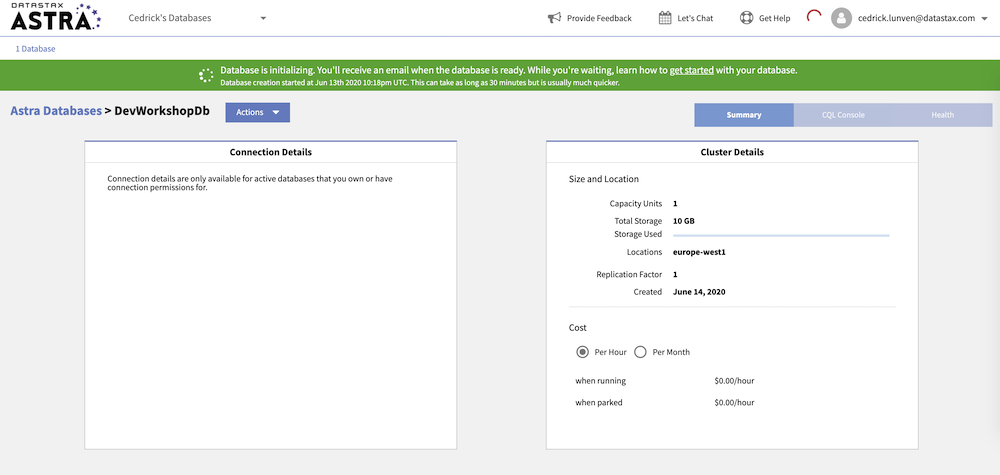 DATASTAX
ASTRA
Cedrick's Databases
Provide Feedback
Let's Chat
Get Help
cedrick.lunven@datastax.com
1 Database
Database is initializing. You'll receive an email when the database is ready. While you're waiting, learn how to get started with your database.
Database creation started at Jun 13th 2020 10:18pm UTC. This can take as long as 30 minutes but is usually much quicker.
Astra Databases > DevWorkshopDb
Actions
Summary
CQL Console
Health
Connection Details
Connection details are only available for active databases that you own or have
connection permissions for.
Cluster Details
Size and Location
Capacity Units 1
Total Storage 10 GB
Storage Used
Locations europe-west1
Replication Factor 1
Created June 14, 2020
Cost
Per Hour
Per Month
when running $0.00/hour
when parked $0.00/hour